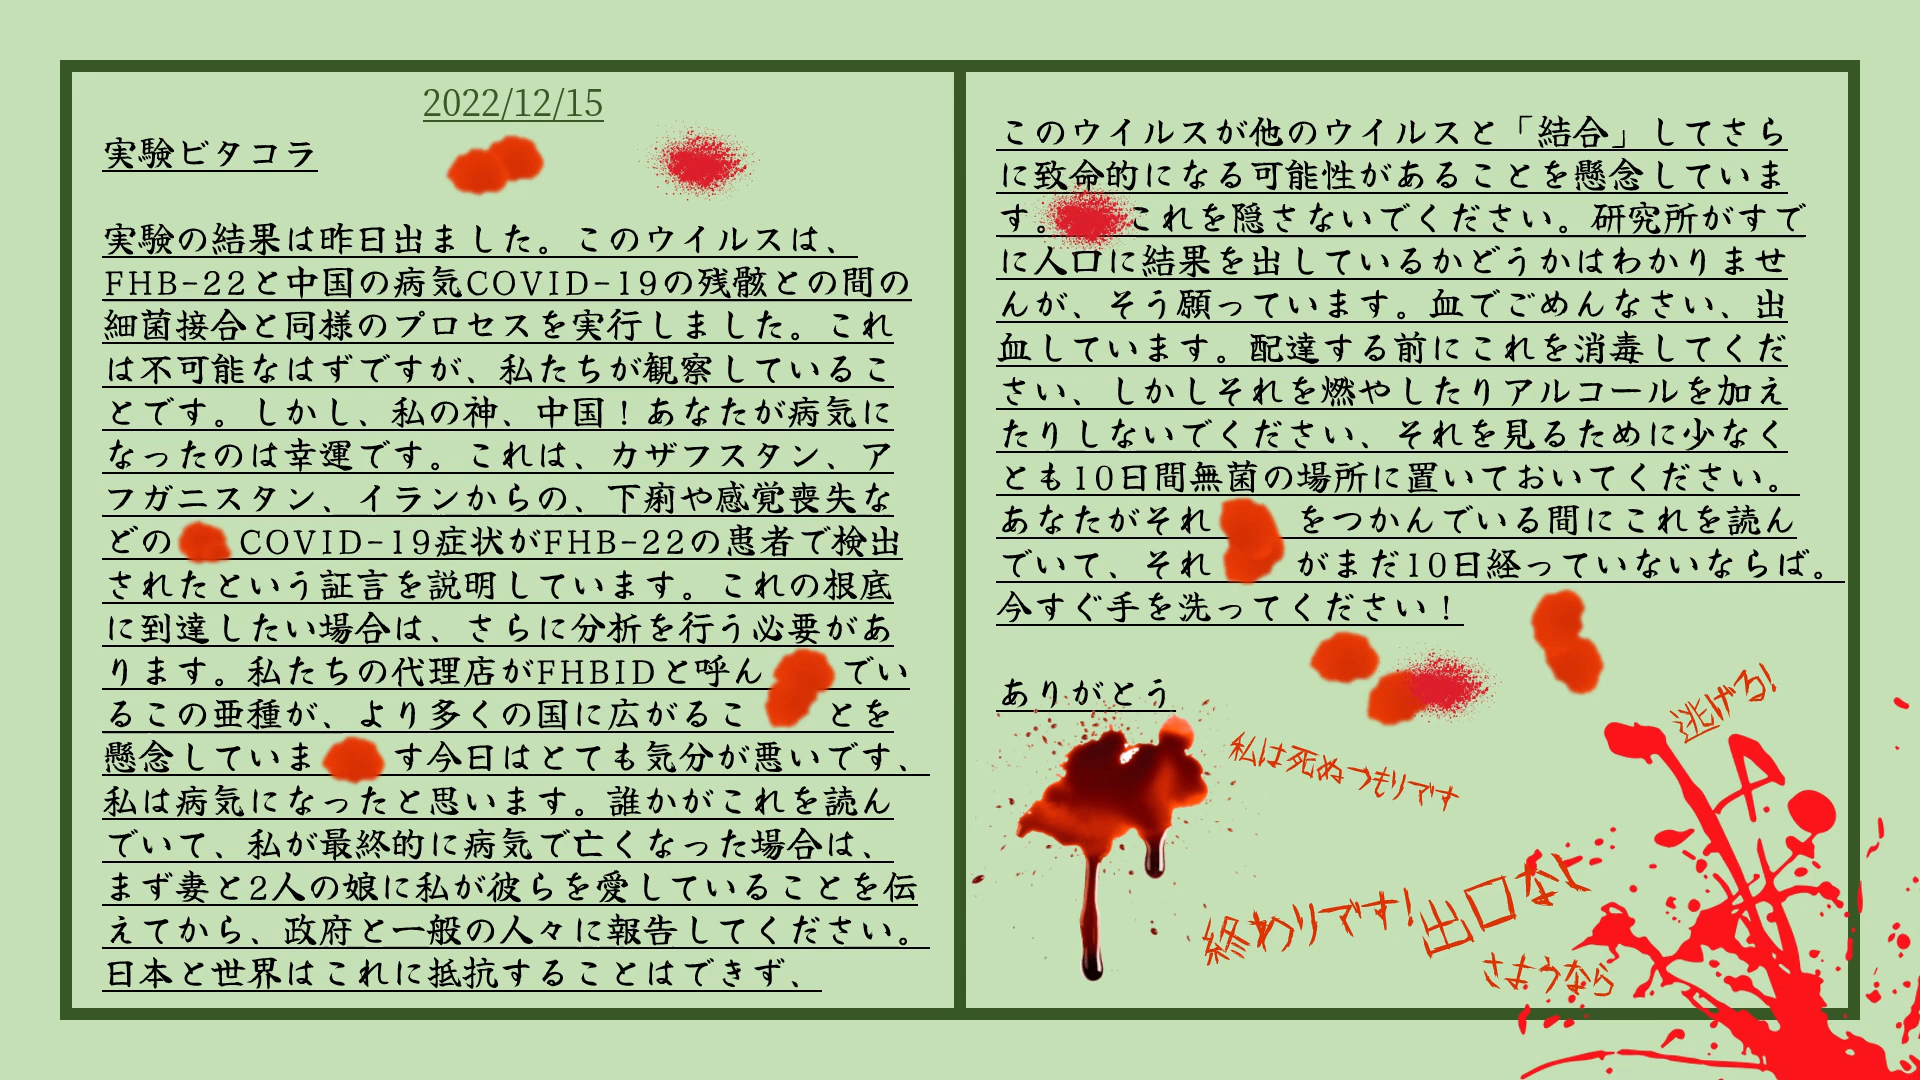 2022/12/15
実験ビタコラ
実験の結果は昨日出ました。このウイルスは、
FHB-22と中国の病気COVID-19の残骸との間の
細菌接合と同様のプロセスを実行しました。これ
は不可能なはずですが、私たちが観察しているこ
とです。しかし、私の神、中国！あなたが病気に
なったのは幸運です。これは、カザフスタン、ア
フガニスタン、イランからの、下痢や感覚喪失な
どの COVID-19症状がFHB-22の患者で検出
されたという証言を説明しています。これの根底
に到達したい場合は、さらに分析を行う必要があ
ります。私たちの代理店がFHBIDと呼ん でい
るこの亜種が、より多くの国に広がるこ とを
懸念していま す今日はとても気分が悪いです、
私は病気になったと思います。誰かがこれを読ん
でいて、私が最終的に病気で亡くなった場合は、
まず妻と2人の娘に私が彼らを愛していることを伝
えてから、政府と一般の人々に報告してください。
日本と世界はこれに抵抗することはできず、
このウイルスが他のウイルスと「結合」してさら
に致命的になる可能性があることを懸念していま
す。 これを隠さないでください。研究所がすで
に人口に結果を出しているかどうかはわかりませ
んが、そう願っています。血でごめんなさい、出
血しています。配達する前にこれを消毒してくだ
さい、しかしそれを燃やしたりアルコールを加え
たりしないでください、それを見るために少なく
とも10日間無菌の場所に置いておいてください。
あなたがそれ をつかんでいる間にこれを読ん
でいて、それ がまだ10日経っていないならば。
今すぐ手を洗ってください！
ありがとう
逃げろ!
私は死ぬつもりです
終わりです!出口なし
さようなら